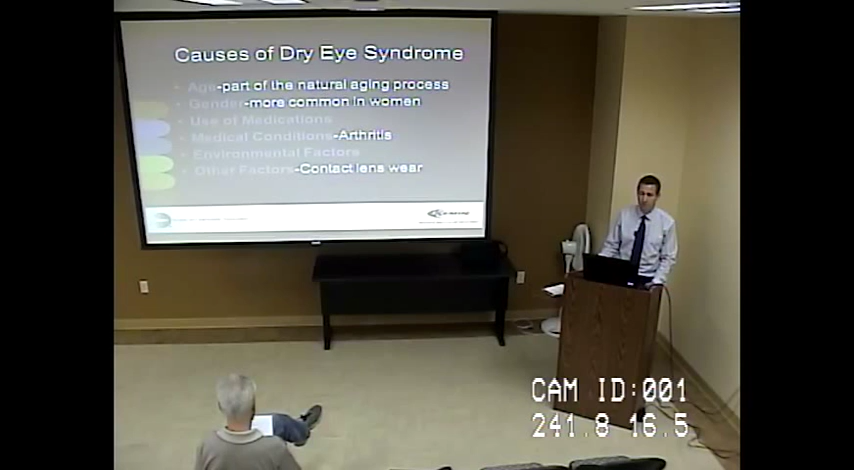 Causes of Dry Eye Syndrome
• Age-part of the natural aging process
• Gender-more common in women
• Use of Medications
• Medical Conditions-Arthritis
• Environmental Factors
• Other Factors-Contact lens wear
CAM ID:001
241.8 16.5